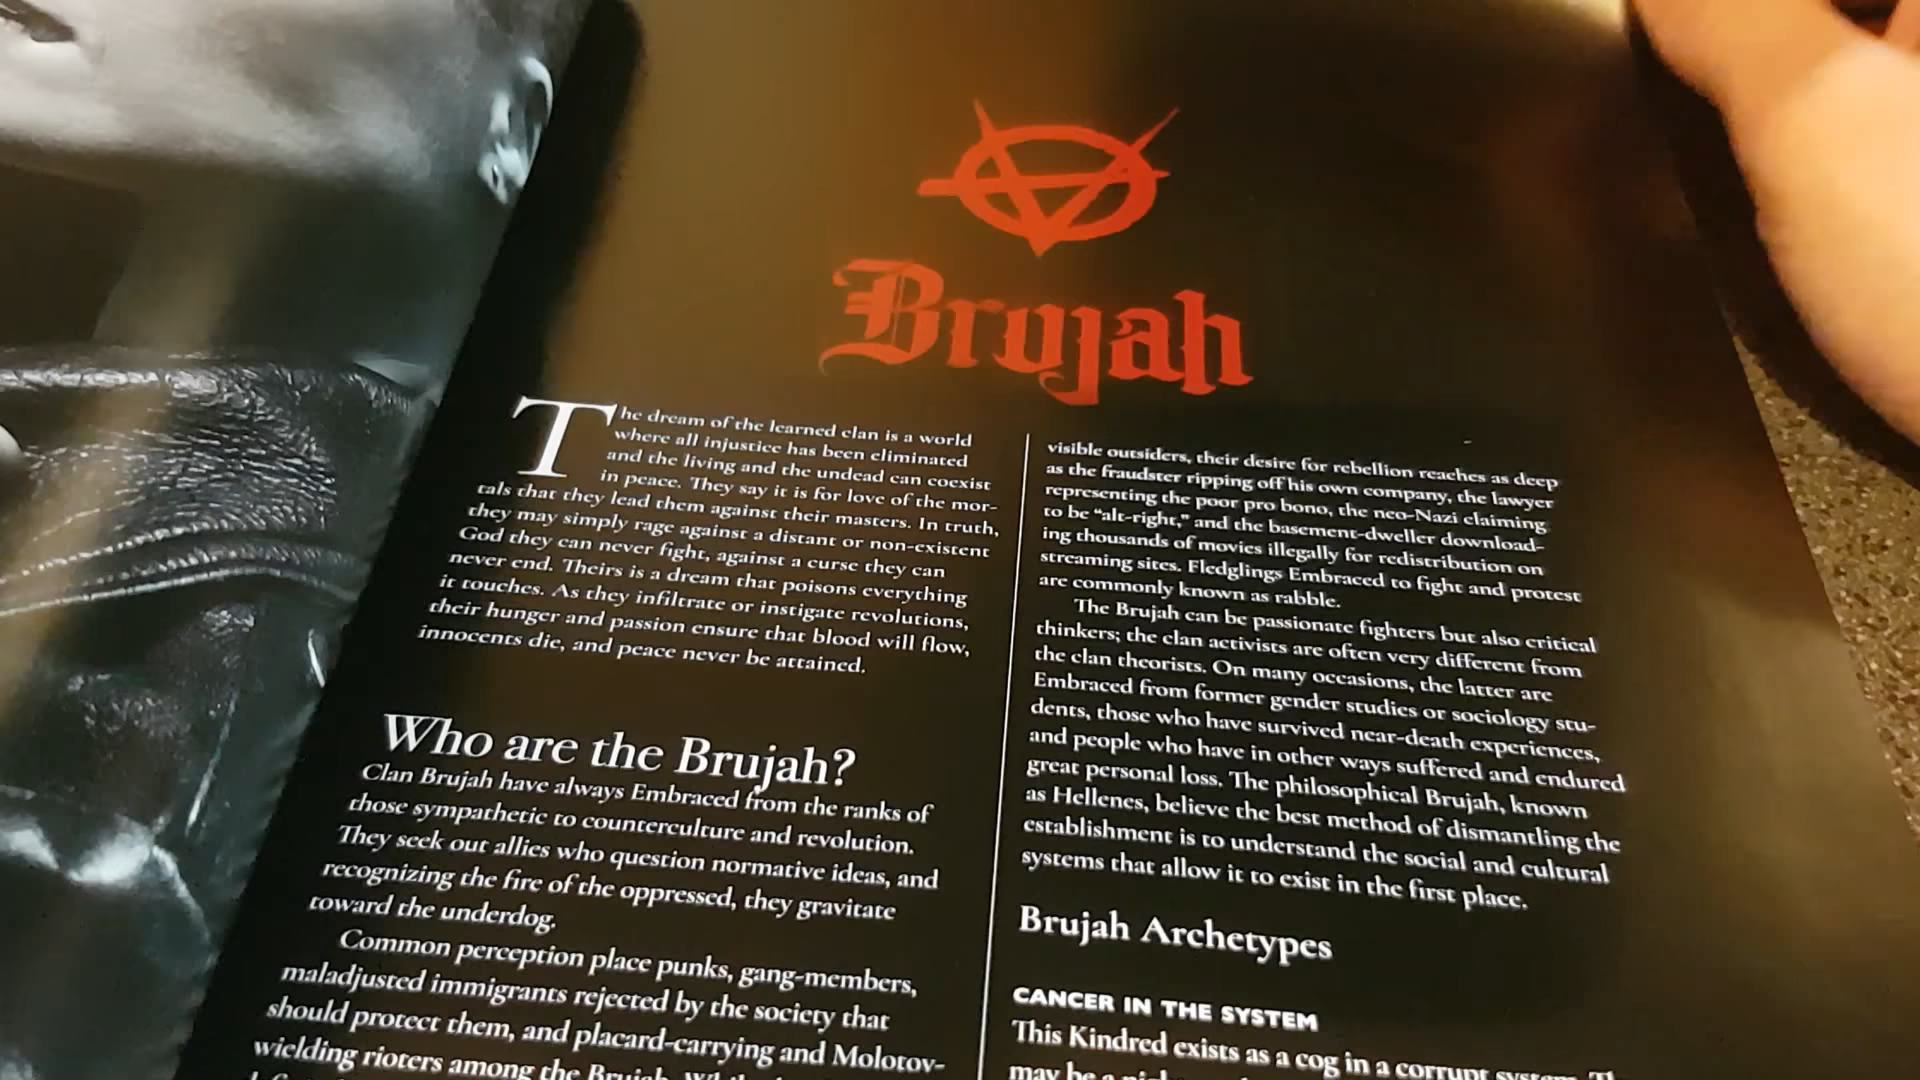 Brujah
The dream of the learned clan is a world
where all injustice has been eliminated
and the living and the undead can coexist
in peace. They say it is for love of the mor-
tals that they lead them against their masters. In truth,
they may simply rage against a distant or non-existent
God they can never fight, against a curse they can
never end. Theirs is a dream that poisons everything
it touches. As they infiltrate or instigate revolutions,
their hunger and passion ensure that blood will flow,
innocents die, and peace never be attained.
Who are the Brujah?
Clan Brujah have always Embraced from the ranks of
those sympathetic to counterculture and revolution.
They seek out allies who question normative ideas, and
recognizing the fire of the oppressed, they gravitate
toward the underdog.
Common perception place punks, gang-members,
maladjusted immigrants rejected by the society that
should protect them, and placard-carrying and Molotov-
wielding rioters among the Brujah.
visible outsiders, their desire for rebellion reaches as deep
as the fraudster ripping off his own company, the lawyer
representing the poor pro bono, the neo-Nazi claiming
to be “alt-right,” and the basement-dweller download-
ing thousands of movies illegally for redistribution on
streaming sites. Fledglings Embraced to fight and protest
are commonly known as rabble.
The Brujah can be passionate fighters but also critical
thinkers; the clan activists are often very different from
the clan theorists. On many occasions, the latter are
Embraced from former gender studies or sociology stu-
dents, those who have survived near-death experiences,
and people who have in other ways suffered and endured
great personal loss. The philosophical Brujah, known
as Hellenes, believe the best method of dismantling the
establishment is to understand the social and cultural
systems that allow it to exist in the first place.
Brujah Archetypes
CANCER IN THE SYSTEM
This Kindred exists as a cog in a corrupt system.
may be a